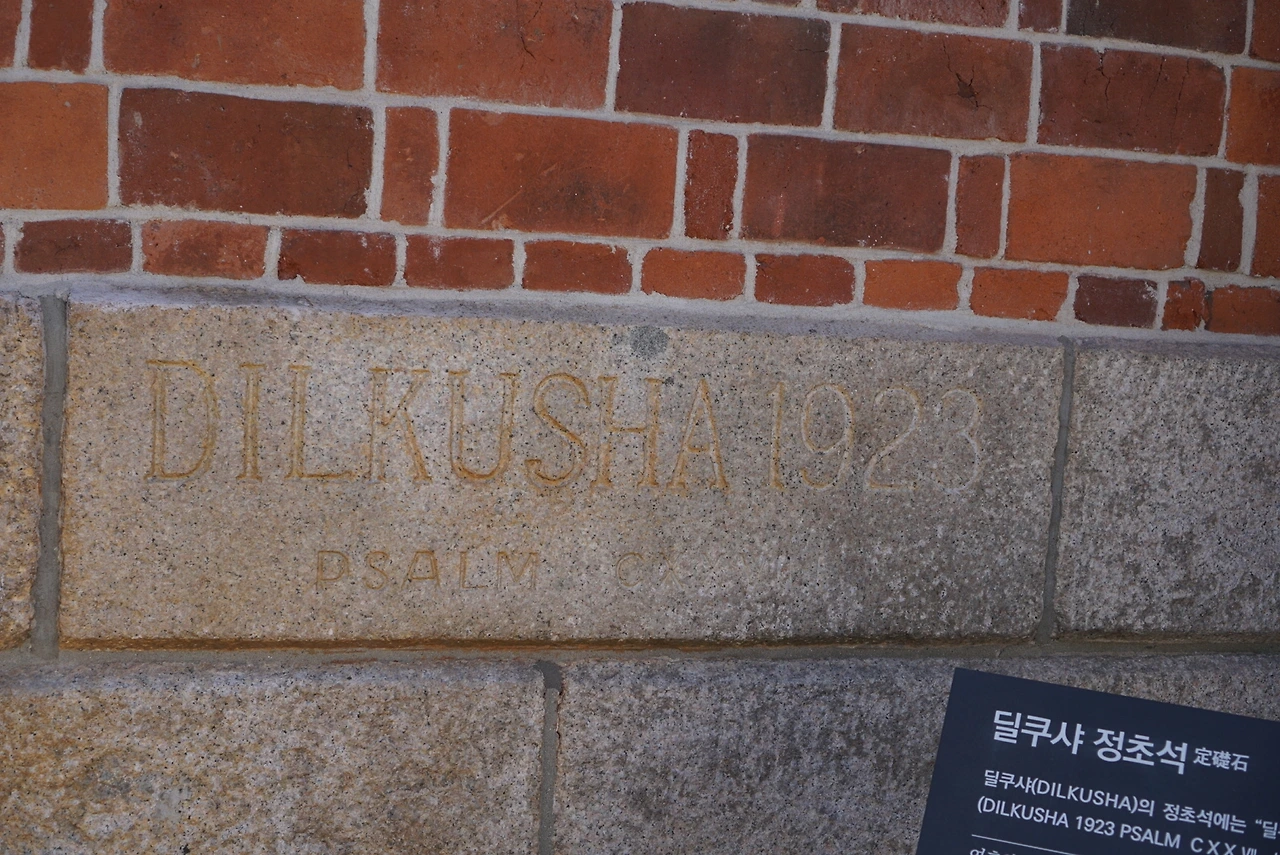 DILKUSHA 1923
PSALM CX
딜쿠샤 정초석 定礎石
딜쿠샤(DILKUSHA)의 정초석에는 “딜
(DILKUSHA 1923 PSALM CXXⅦ